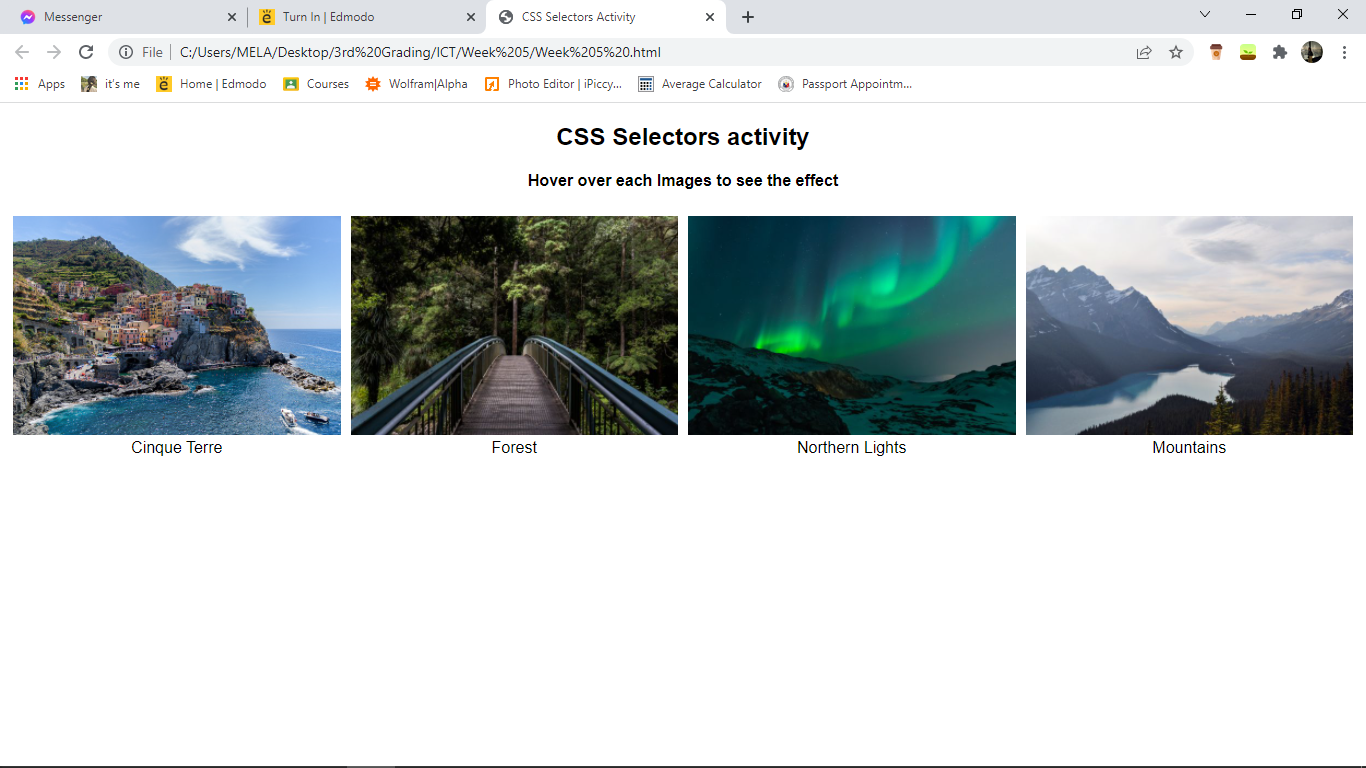 Messenger
Turn In | Edmodo
CSS Selectors Activity
File
C:/Users/MELA/Desktop/3rd%20Grading/ICT/Week%205/Week%205%20.html
Apps
it's me
Home | Edmodo
Courses
Wolfram|Alpha
Photo Editor | iPiccy...
Average Calculator
Passport Appointm...
CSS Selectors activity
Hover over each Images to see the effect
Cinque Terre
Forest
Northern Lights
Mountains